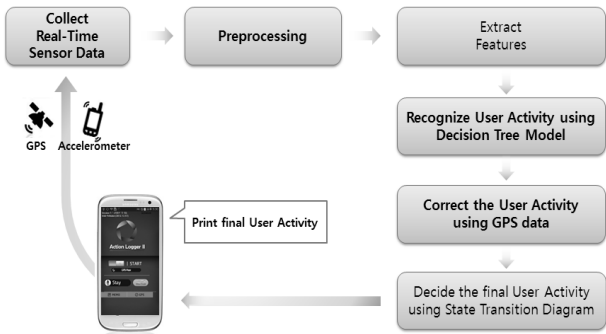 Collect
Real-Time
Sensor Data
Preprocessing
Extract
Features
Recognize User Activity using
Decision Tree Model
Correct the User Activity
using GPS data
Decide the final User Activity
using State Transition Diagram
GPS
Accelerometer
Print final User Activity
Action Logger II
START
Stay